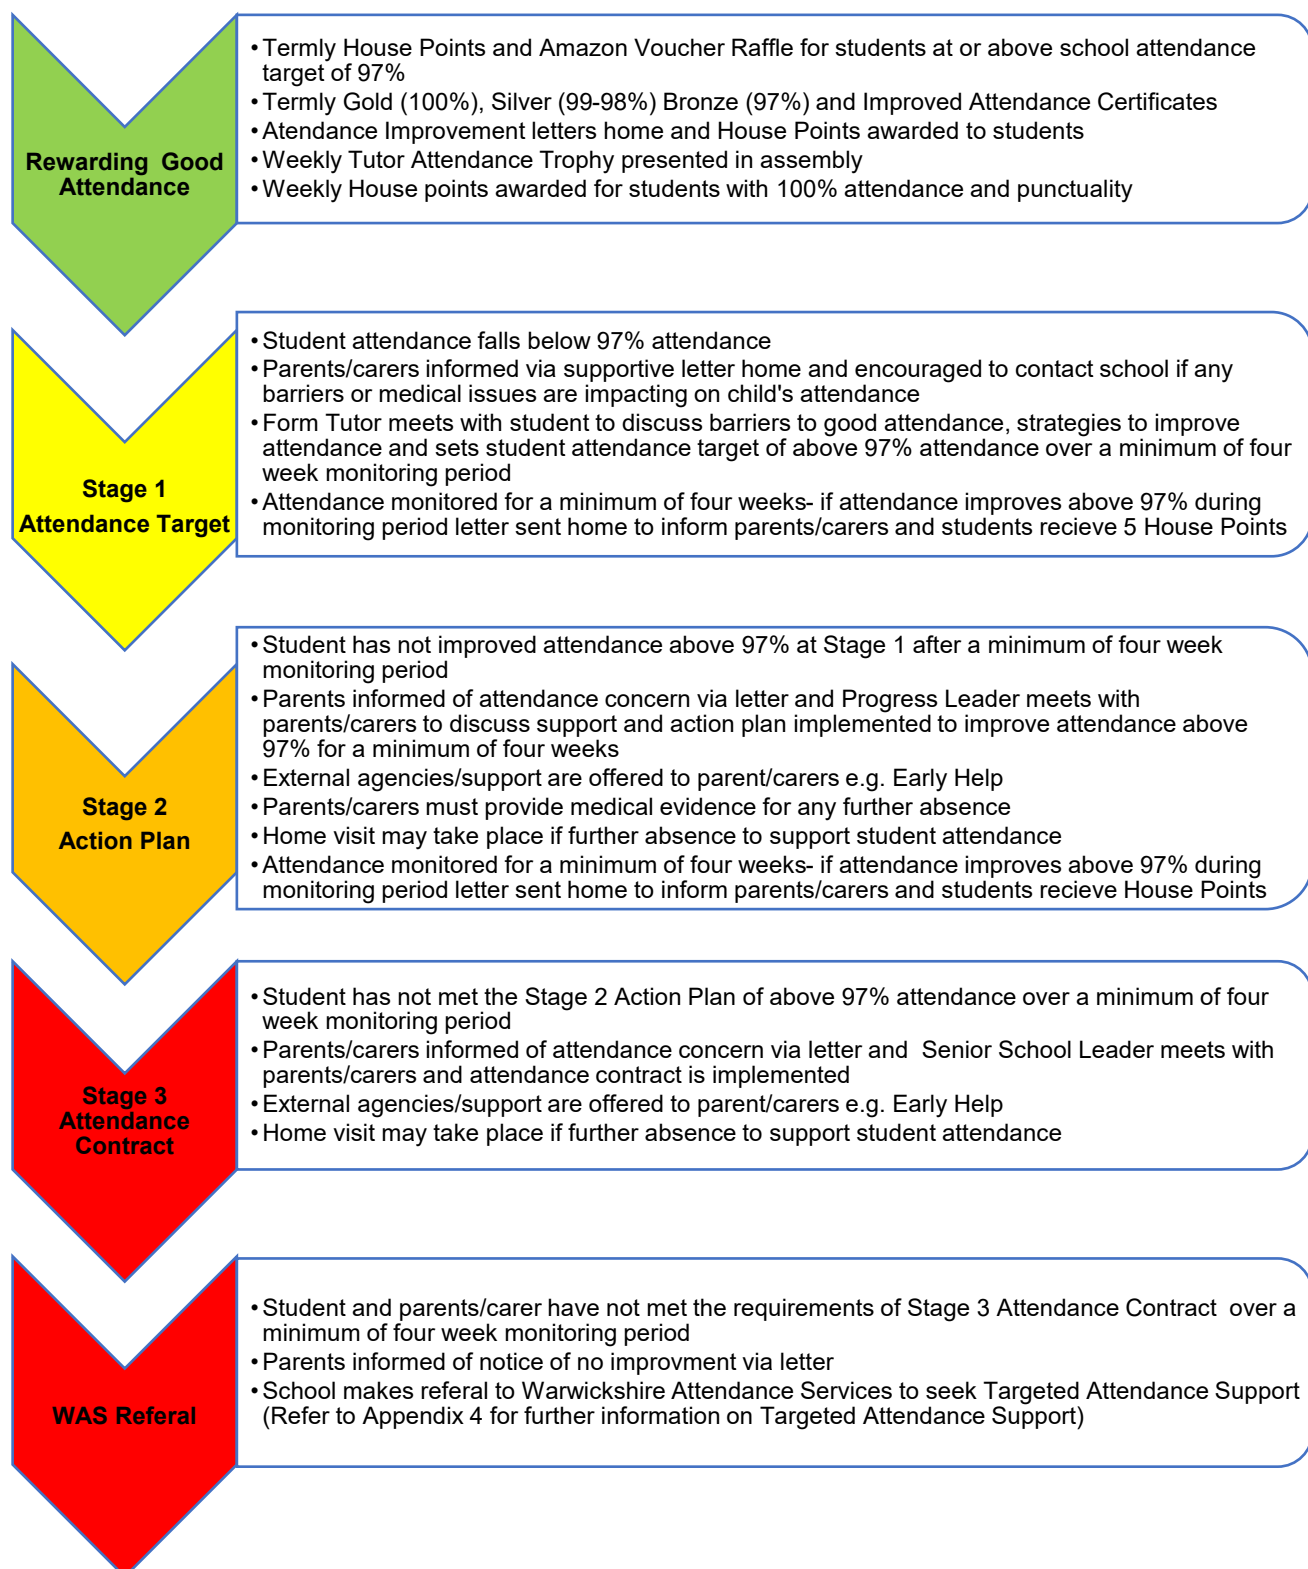 Rewarding  Good
Attendance
•Termly House Points and Amazon Voucher Raffle for students at or above school attendance
target of 97%
•Termly Gold (100%), Silver (99-98%) Bronze (97%) and Improved Attendance Certificates
•Atendance Improvement letters home and House Points awarded to students
•Weekly Tutor Attendance Trophy presented in assembly
•Weekly House points awarded for students with 100% attendance and punctuality
Stage 1
Attendance Target
•Student attendance falls below 97% attendance
•Parents/carers informed via supportive letter home and encouraged to contact school if any
barriers or medical issues are impacting on child's attendance
•Form Tutor meets with student to discuss barriers to good attendance, strategies to improve
attendance and sets student attendance target of above 97% attendance over a minimum of four
week monitoring period
•Attendance monitored for a minimum of four weeks- if attendance improves above 97% during
monitoring period letter sent home to inform parents/carers and students recieve 5 House Points
Stage 2
Action Plan
•Student has not improved attendance above 97% at Stage 1 after a minimum of four week
monitoring period
•Parents informed of attendance concern via letter and Progress Leader meets with
parents/carers to discuss support and action plan implemented to improve attendance above
97% for a minimum of four weeks
•External agencies/support are offered to parent/carers e.g. Early Help
•Parents/carers must provide medical evidence for any further absence
•Home visit may take place if further absence to support student attendance
•Attendance monitored for a minimum of four weeks- if attendance improves above 97% during
monitoring period letter sent home to inform parents/carers and students recieve House Points
Stage 3
Attendance
Contract
•Student has not met the Stage 2 Action Plan of above 97% attendance over a minimum of four
week monitoring period
•Parents/carers informed of attendance concern via letter and  Senior School Leader meets with
parents/carers and attendance contract is implemented
•External agencies/support are offered to parent/carers e.g. Early Help
•Home visit may take place if further absence to support student attendance
WAS Referal
•Student and parents/carer have not met the requirements of Stage 3 Attendance Contract  over a
minimum of four week monitoring period
•Parents informed of notice of no improvment via letter
•School makes referal to Warwickshire Attendance Services to seek Targeted Attendance Support
(Refer to Appendix 4 for further information on Targeted Attendance Support)